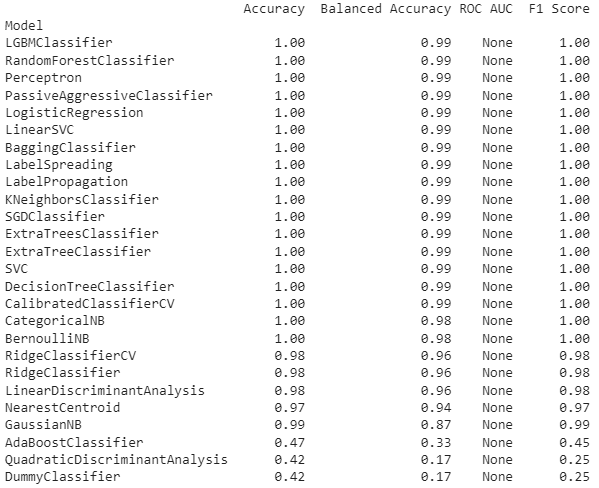 Accuracy Balanced Accuracy ROC AUC F1 Score
Model
LGBMClassifier 1.00 0.99 None 1.00
RandomForestClassifier 1.00 0.99 None 1.00
Perceptron 1.00 0.99 None 1.00
PassiveAggressiveClassifier 1.00 0.99 None 1.00
LogisticRegression 1.00 0.99 None 1.00
LinearSVC 1.00 0.99 None 1.00
BaggingClassifier 1.00 0.99 None 1.00
LabelSpreading 1.00 0.99 None 1.00
LabelPropagation 1.00 0.99 None 1.00
KNeighborsClassifier 1.00 0.99 None 1.00
SGDClassifier 1.00 0.99 None 1.00
ExtraTreesClassifier 1.00 0.99 None 1.00
ExtraTreeClassifier 1.00 0.99 None 1.00
SVC 1.00 0.99 None 1.00
DecisionTreeClassifier 1.00 0.99 None 1.00
CalibratedClassifierCV 1.00 0.99 None 1.00
CategoricalNB 1.00 0.98 None 1.00
BernoulliNB 1.00 0.98 None 1.00
RidgeClassifierCV 0.98 0.96 None 0.98
RidgeClassifier 0.98 0.96 None 0.98
LinearDiscriminantAnalysis 0.98 0.96 None 0.98
NearestCentroid 0.97 0.94 None 0.97
GaussianNB 0.99 0.87 None 0.99
AdaBoostClassifier 0.47 0.33 None 0.45
QuadraticDiscriminantAnalysis 0.42 0.17 None 0.25
DummyClassifier 0.42 0.17 None 0.25